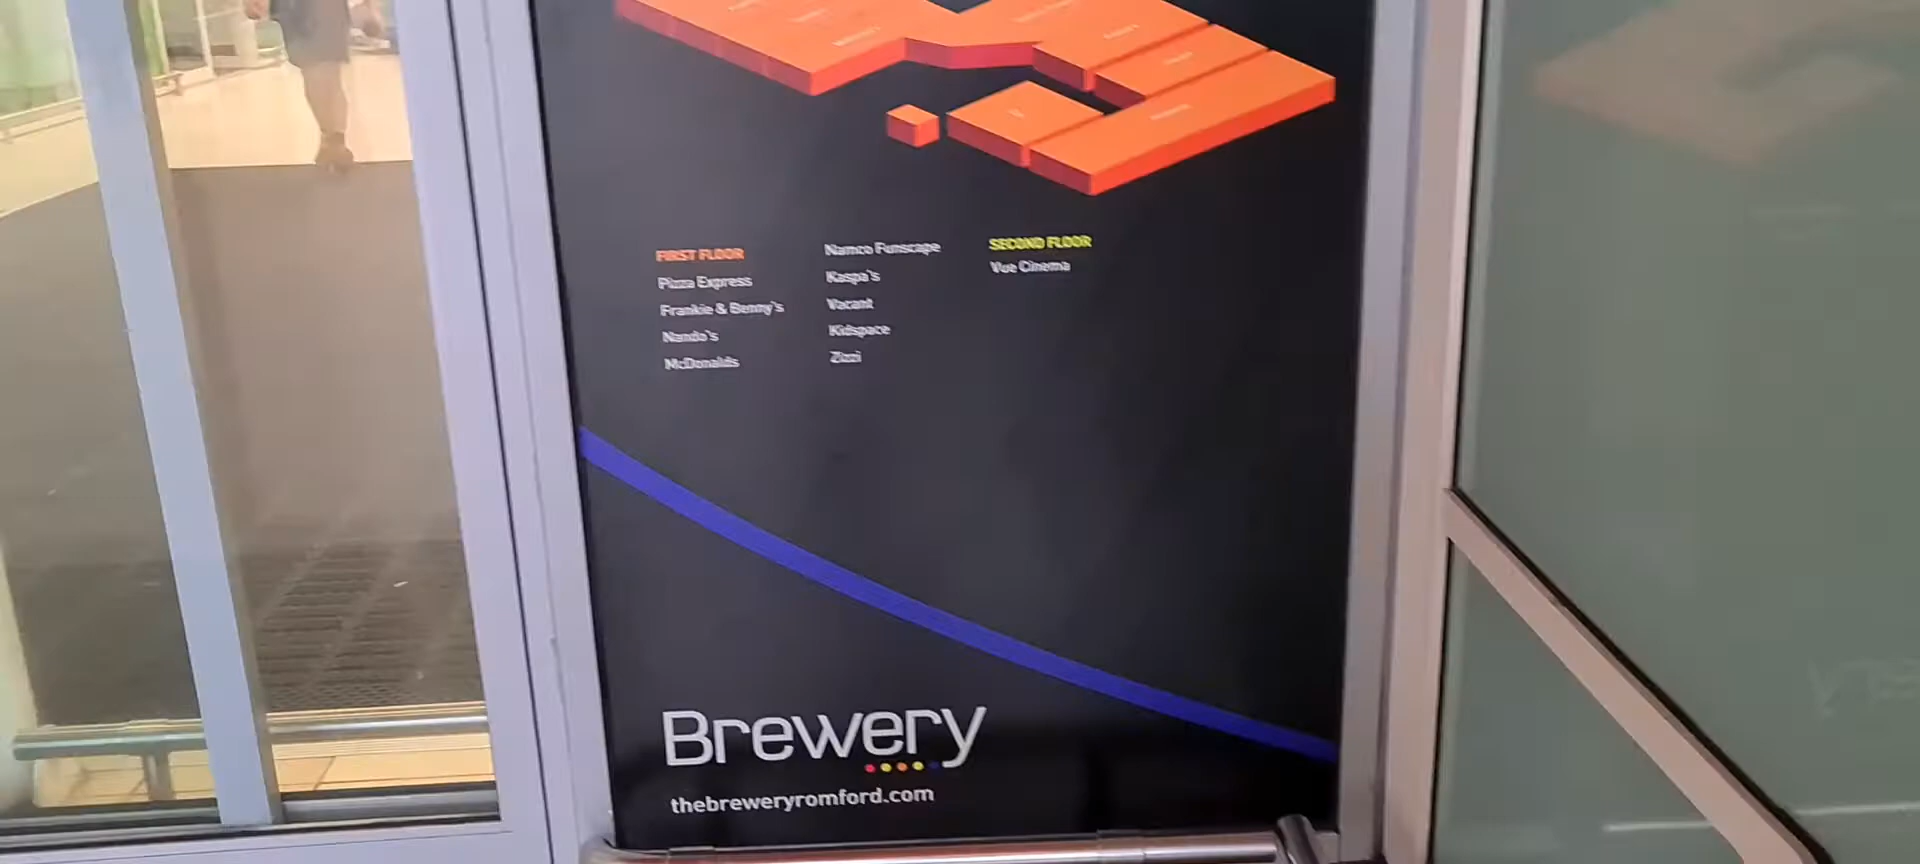 FIRST FLOOR
Pizza Express
Frankie & Benny's
Nando's
McDonalds
Namco Funscape
Kaspa's
Vacant
Kidspace
Zizzi
SECOND FLOOR
Vue Cinema
Brewery
thebreweryromford.com